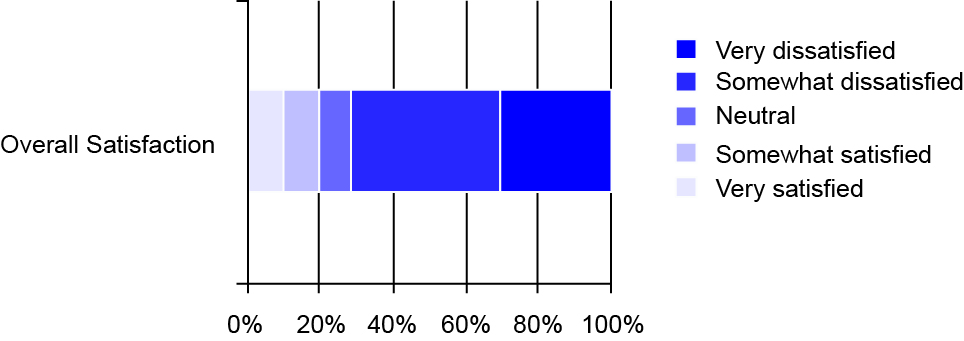 Very dissatisfied
Somewhat dissatisfied
Neutral
Somewhat satisfied
Very satisfied
Overall Satisfaction
0% 20% 40% 60% 80% 100%